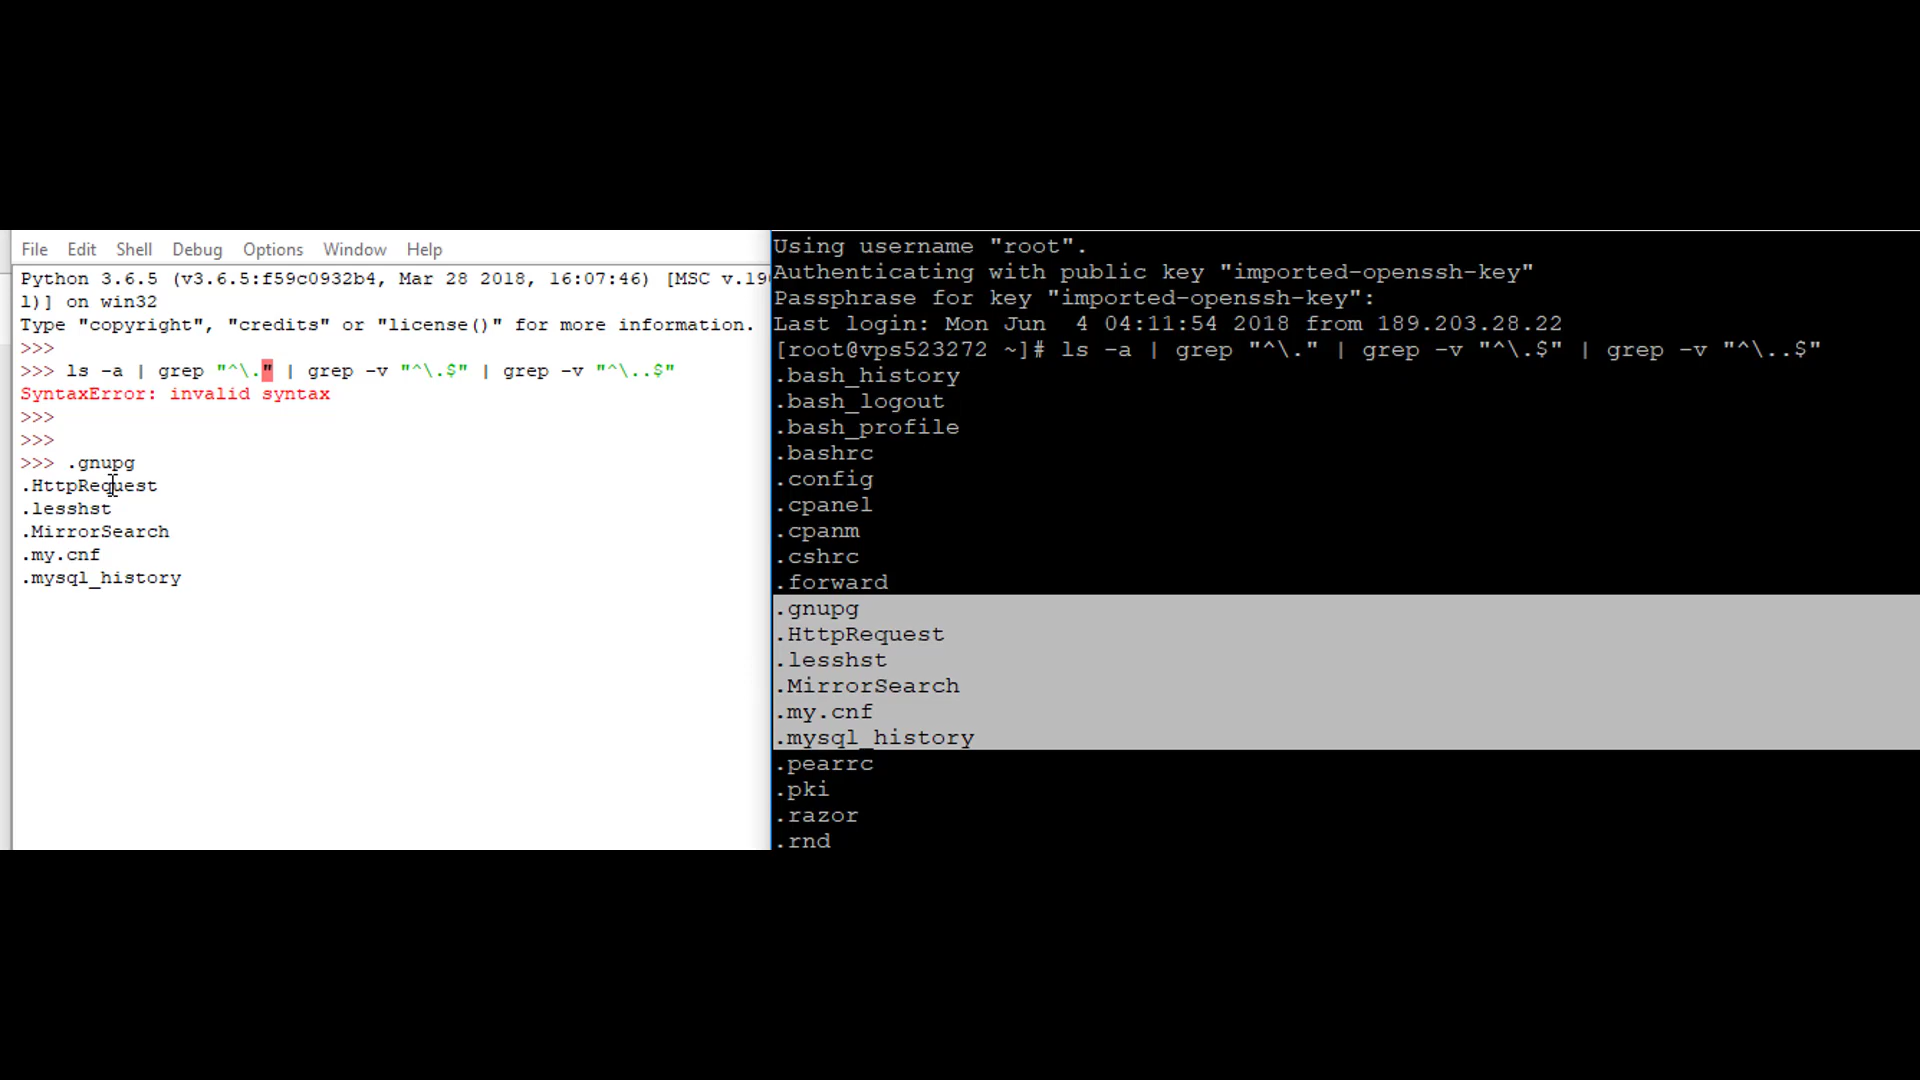 File Edit Shell Debug Options Window Help
Python 3.6.5 (v3.6.5:f59c0932b4, Mar 28 2018, 16:07:46) [MSC v.19
l)] on win32
Type "copyright", "credits" or "license()" for more information.
>>>
>>> ls -a | grep "^\." | grep -v "^\.$" | grep -v "^\..$"
SyntaxError: invalid syntax
>>>
>>>
>>> .gnupg
.HttpRequest
.lesshst
.MirrorSearch
.my.cnf
.mysql_history
Using username "root".
Authenticating with public key "imported-openssh-key"
Passphrase for key "imported-openssh-key":
Last login: Mon Jun  4 04:11:54 2018 from 189.203.28.22
[root@vps523272 ~]# ls -a | grep "^\." | grep -v "^\.$" | grep -v "^\..$"
.bash_history
.bash_logout
.bash_profile
.bashrc
.config
.cpanel
.cpanm
.cshrc
.forward
.gnupg
.HttpRequest
.lesshst
.MirrorSearch
.my.cnf
.mysql_history
.pearrc
.pki
.razor
.rnd